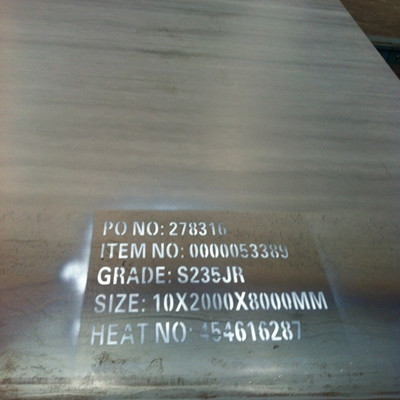 PO NO: 278316
ITEM NO: 0000053389
GRADE: S235JR
SIZE: 10X2000X8000MM
HEAT NO: 454616287